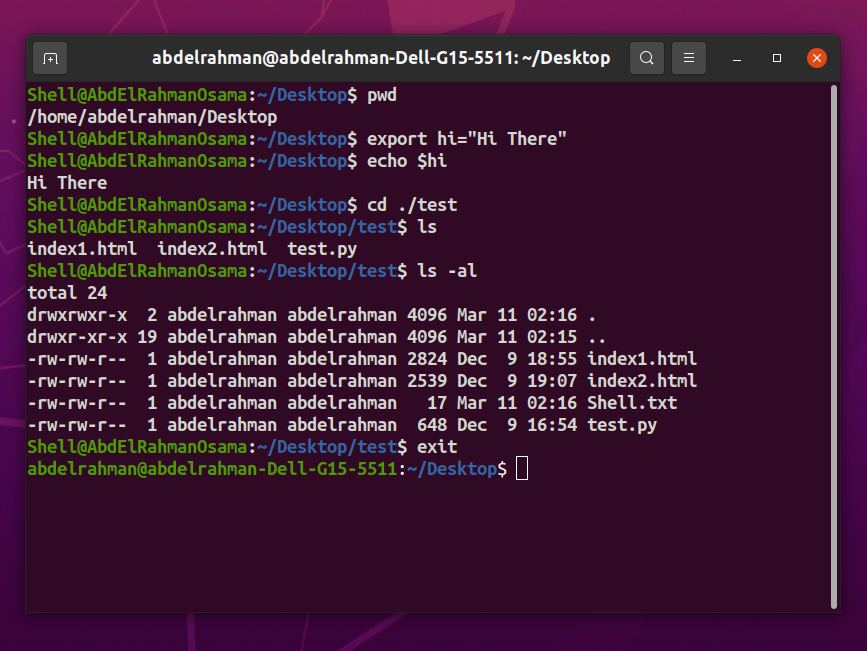 abdelrahman@abdelrahman-Dell-G15-5511: ~/Desktop
Shell@AbdElRahmanOsama:~/Desktop$ pwd
/home/abdelrahman/Desktop
Shell@AbdElRahmanOsama:~/Desktop$ export hi="Hi There"
Shell@AbdElRahmanOsama:~/Desktop$ echo $hi
Hi There
Shell@AbdElRahmanOsama:~/Desktop$ cd ./test
Shell@AbdElRahmanOsama:~/Desktop/test$ ls
index1.html  index2.html  test.py
Shell@AbdElRahmanOsama:~/Desktop/test$ ls -al
total 24
drwxrwxr-x  2 abdelrahman abdelrahman 4096 Mar 11 02:16 .
drwxr-xr-x 19 abdelrahman abdelrahman 4096 Mar 11 02:15 ..
-rw-rw-r--  1 abdelrahman abdelrahman 2824 Dec  9 18:55 index1.html
-rw-rw-r--  1 abdelrahman abdelrahman 2539 Dec  9 19:07 index2.html
-rw-rw-r--  1 abdelrahman abdelrahman   17 Mar 11 02:16 Shell.txt
-rw-rw-r--  1 abdelrahman abdelrahman  648 Dec  9 16:54 test.py
Shell@AbdElRahmanOsama:~/Desktop/test$ exit
abdelrahman@abdelrahman-Dell-G15-5511:~/Desktop$